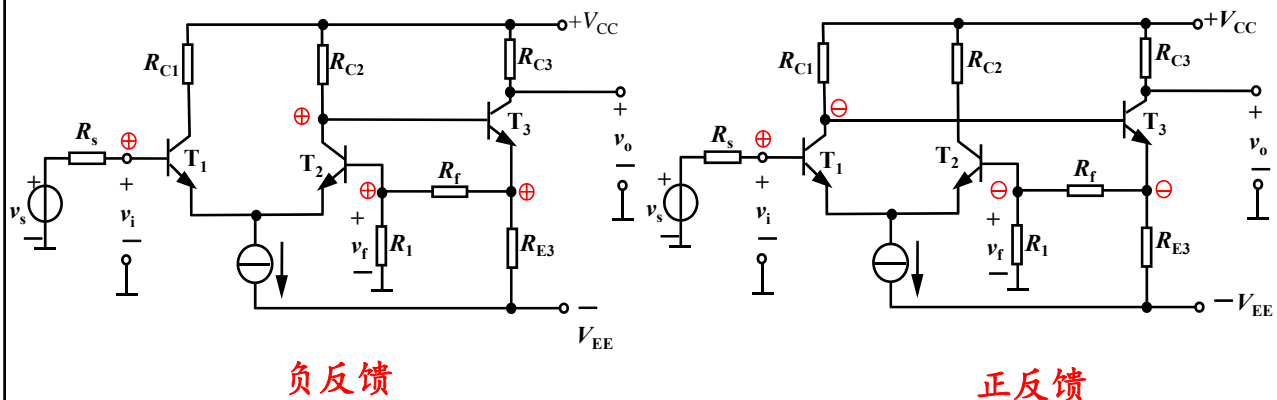 +V_CC
R_C1
R_C2
R_C3
⊕
⊕
T_3
+
v_o
−
R_s
⊕
T_1
T_2
R_f
⊕
⊕
+
v_s
−
+
v_i
−
+
v_f
−
R_1
R_E3
−
V_EE
负反馈
+V_CC
R_C1
R_C2
R_C3
⊖
T_3
+
v_o
−
R_s
⊕
T_1
T_2
R_f
⊖
⊖
+
v_s
−
+
v_i
−
+
v_f
−
R_1
R_E3
−V_EE
正反馈